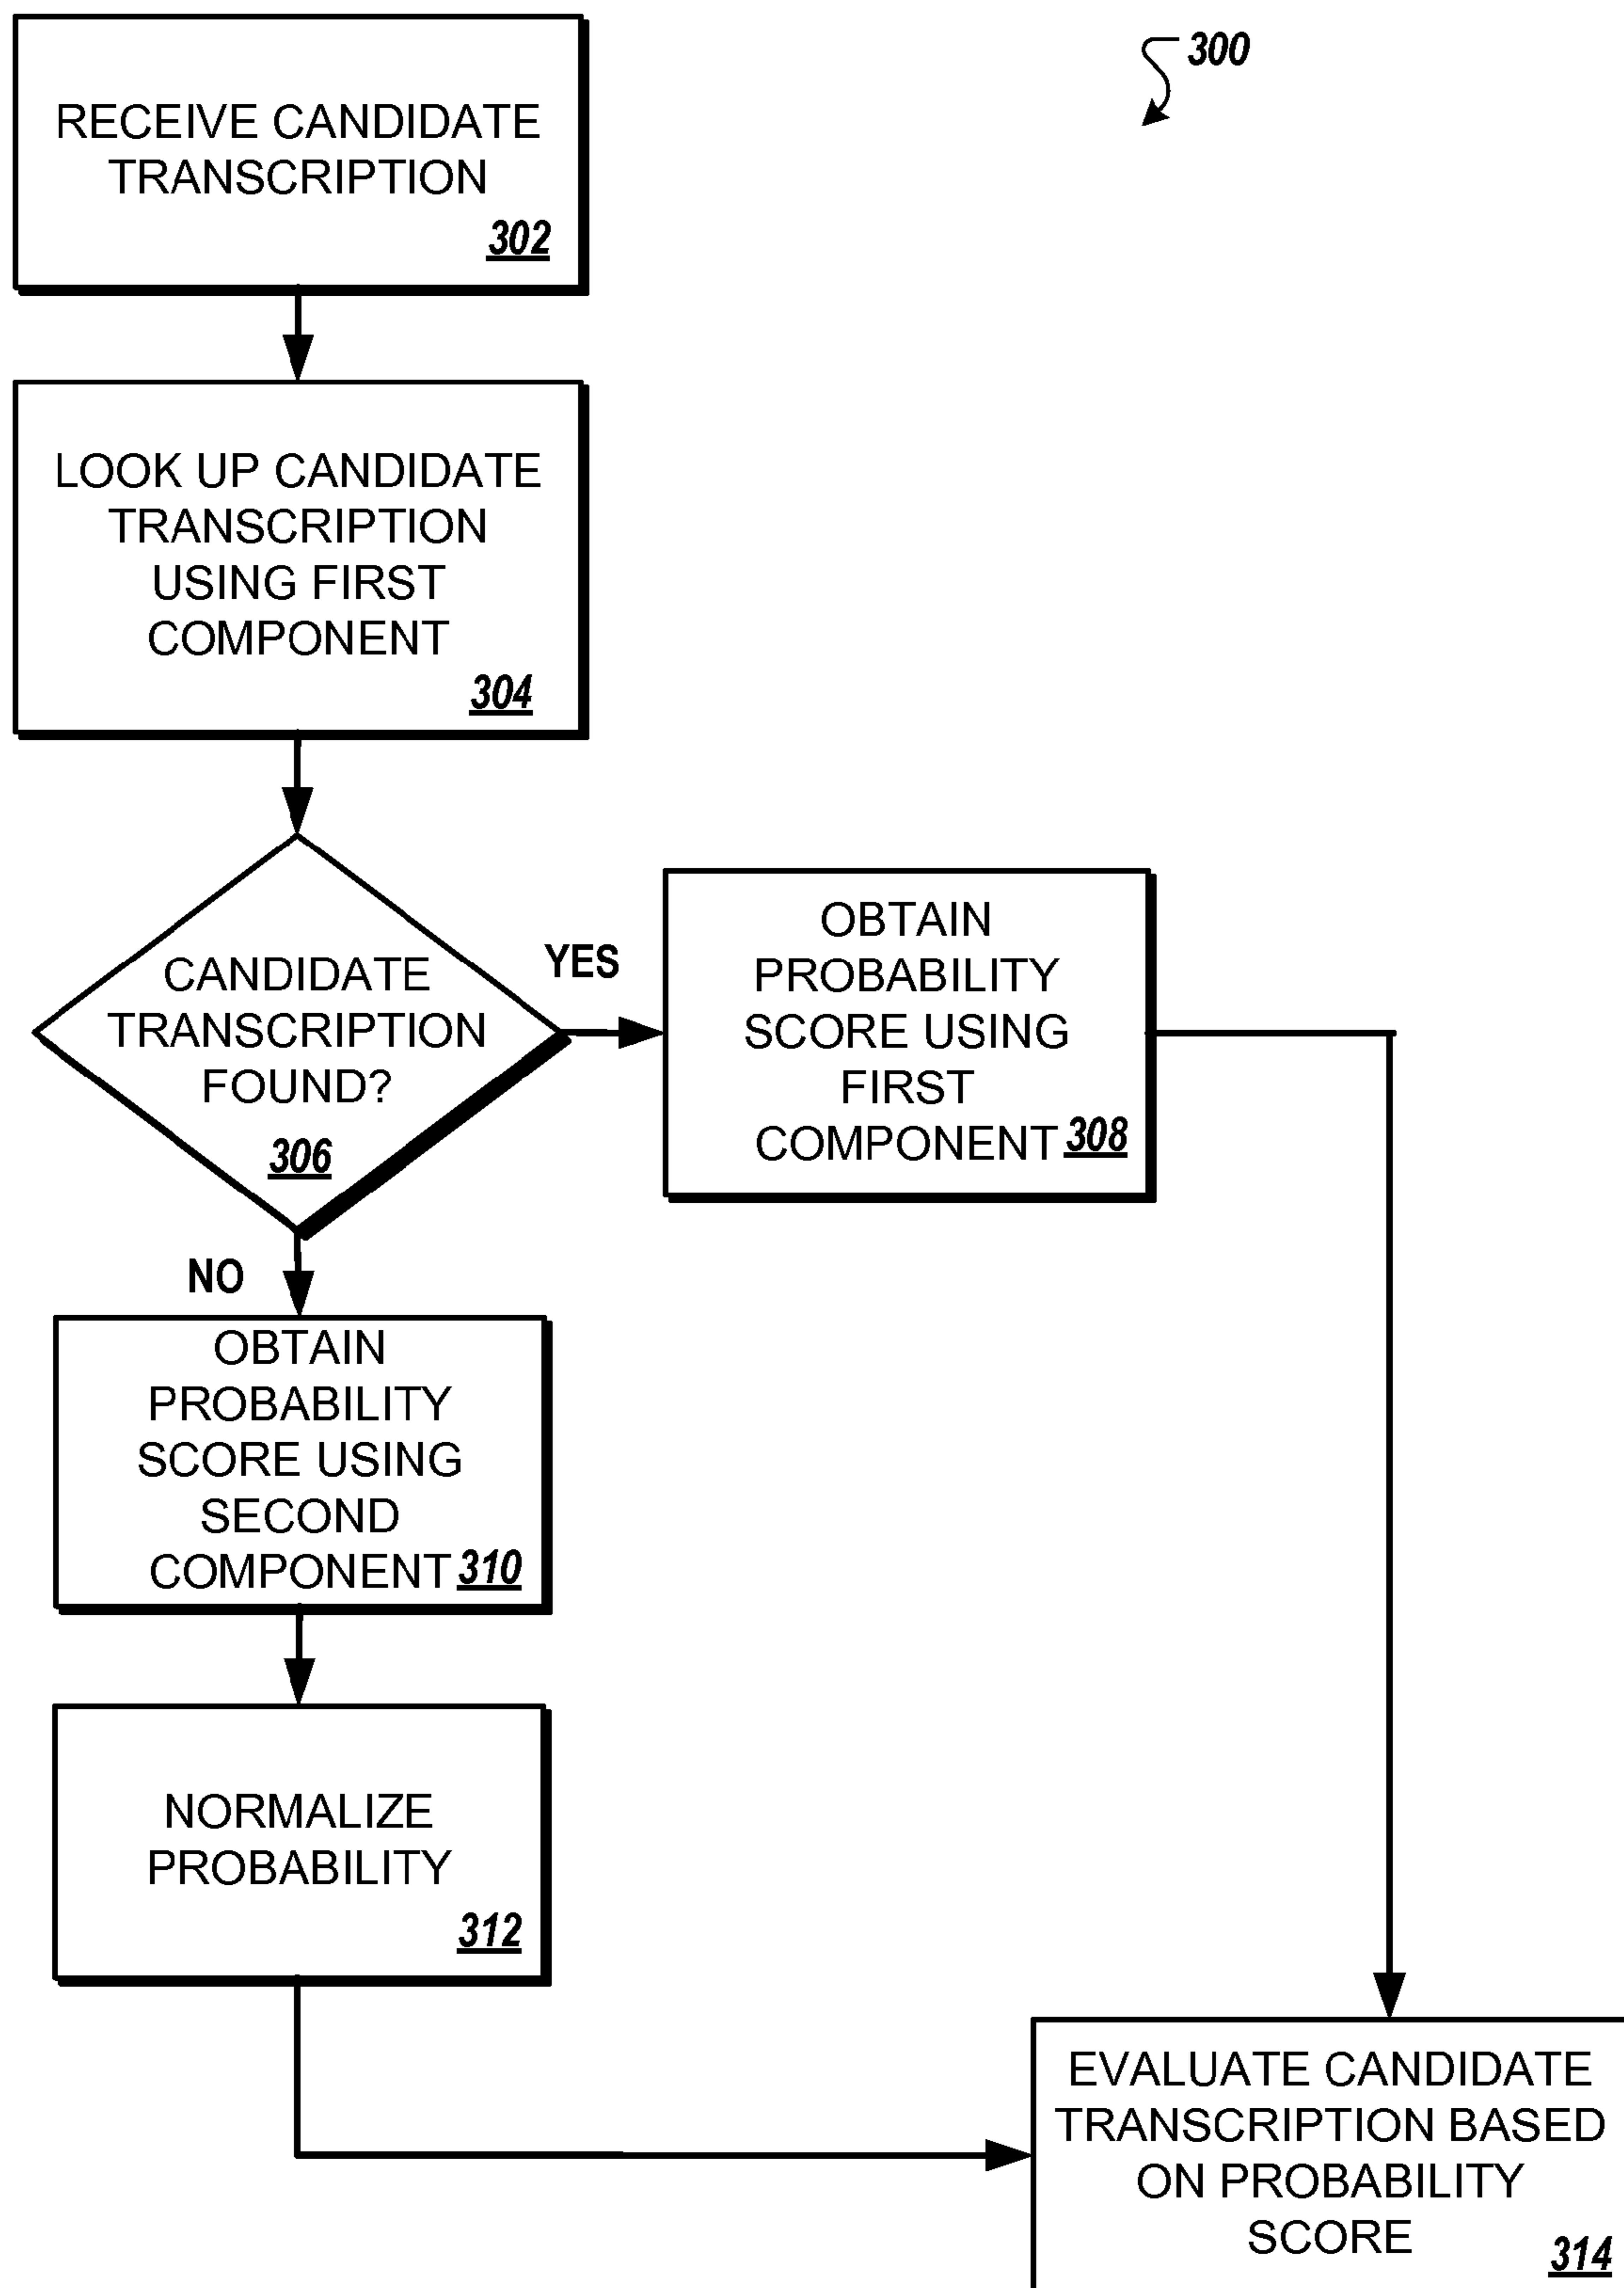 300
RECEIVE CANDIDATE
TRANSCRIPTION
302
LOOK UP CANDIDATE
TRANSCRIPTION
USING FIRST
COMPONENT
304
CANDIDATE
TRANSCRIPTION
FOUND?
306
YES
OBTAIN
PROBABILITY
SCORE USING
FIRST
COMPONENT 308
NO
OBTAIN
PROBABILITY
SCORE USING
SECOND
COMPONENT 310
NORMALIZE
PROBABILITY
312
EVALUATE CANDIDATE
TRANSCRIPTION BASED
ON PROBABILITY
SCORE
314